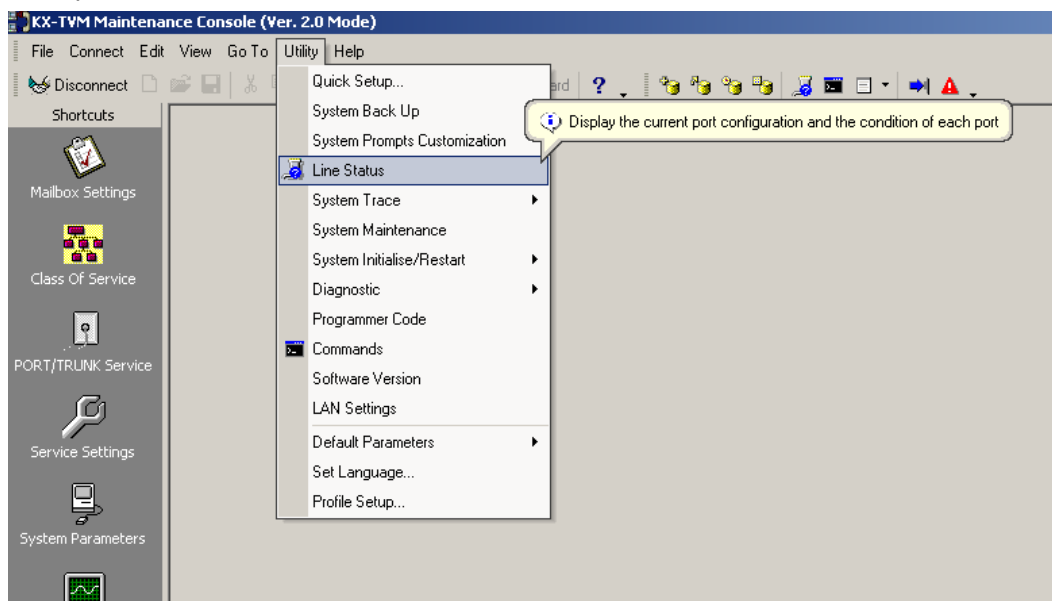 KX-TVM Maintenance Console (Ver. 2.0 Mode)
File Connect Edit View Go To Utility Help
Disconnect ard ?
Shortcuts
Mailbox Settings
Class Of Service
PORT/TRUNK Service
Service Settings
System Parameters
Quick Setup...
System Back Up
System Prompts Customization
Line Status
System Trace
System Maintenance
System Initialise/Restart
Diagnostic
Programmer Code
Commands
Software Version
LAN Settings
Default Parameters
Set Language...
Profile Setup...
Display the current port configuration and the condition of each port